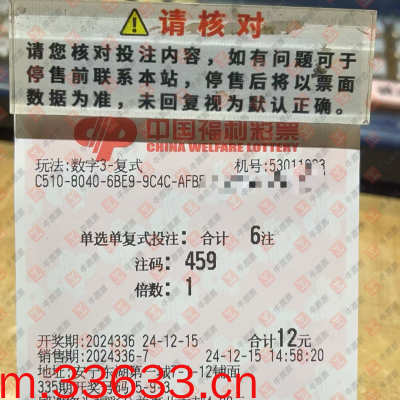 请核对
请您核对投注内容，如有问题可于
停售前联系本站，停售后将以票面
数据为准，未回复视为默认正确。
中国福利彩票
CHINA WELFARE LOTTERY
玩法:数字3-复式 机号:53011
C510-8040-6BE9-9C4C-AFB
单选单复式投注: 合计 6注
注码: 459
倍数: 1
开奖期:2024336 24-12-15 合计12元
销售期:2024336-7 24-12-15 14:58:20
mj33633.cn